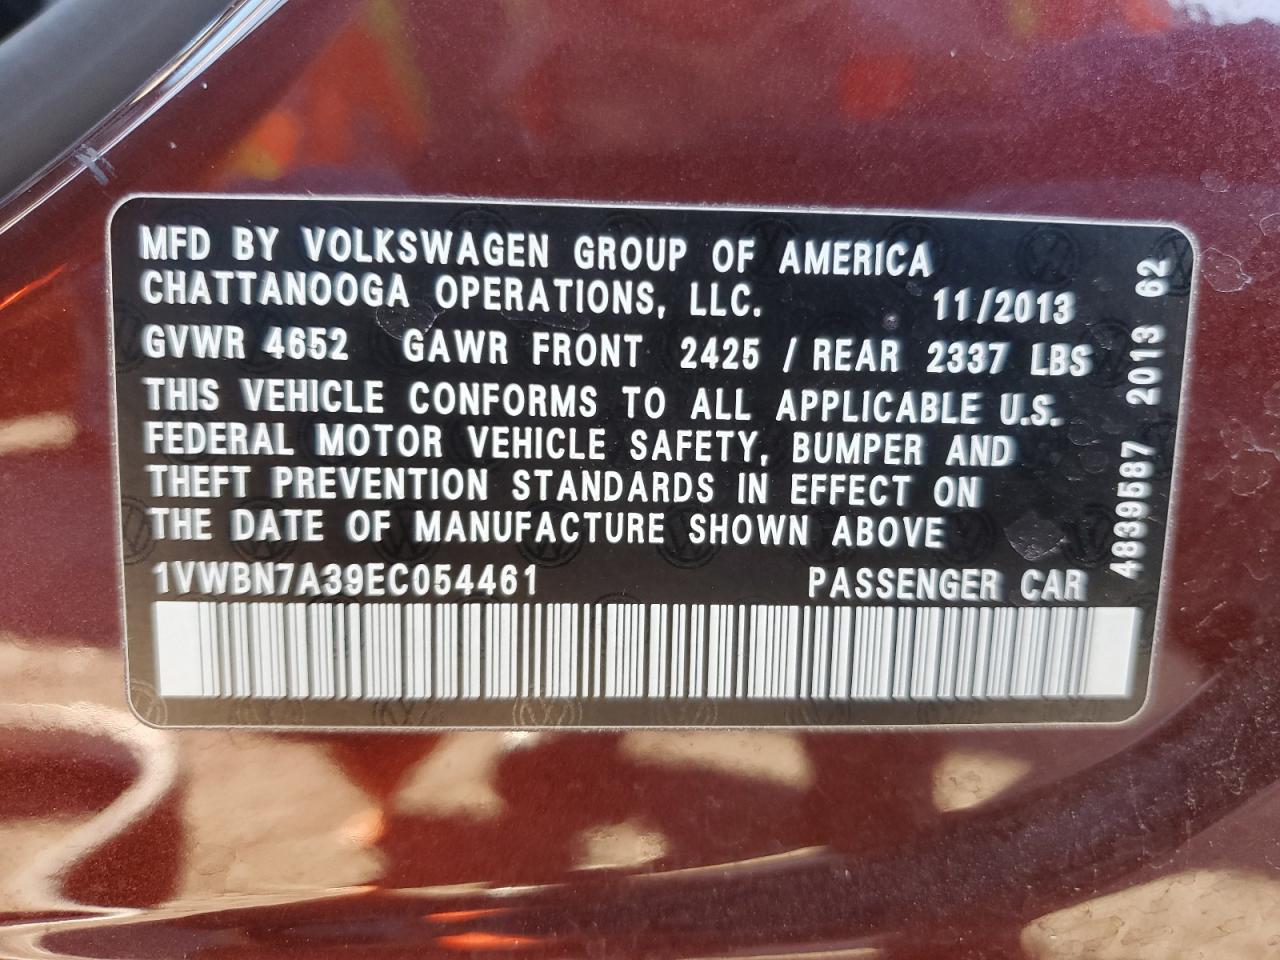 MFD BY VOLKSWAGEN GROUP OF AMERICA
CHATTANOOGA OPERATIONS, LLC. 11/2013
GVWR 4652 GAWR FRONT 2425 / REAR 2337 LBS
THIS VEHICLE CONFORMS TO ALL APPLICABLE U.S.
FEDERAL MOTOR VEHICLE SAFETY, BUMPER AND
THEFT PREVENTION STANDARDS IN EFFECT ON
THE DATE OF MANUFACTURE SHOWN ABOVE
1VWBN7A39EC054461 PASSENGER CAR
4839587 2013 62